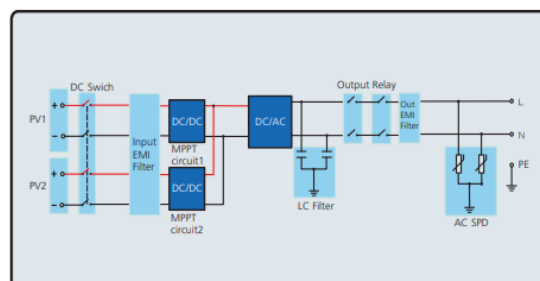 DC Swich
Output Relay
PV1
+
−
Input
EMI
Filter
DC/DC
MPPT
circuit1
DC/AC
Out
EMI
Filter
L
N
PE
PV2
+
−
DC/DC
MPPT
circuit2
LC Filter
AC SPD